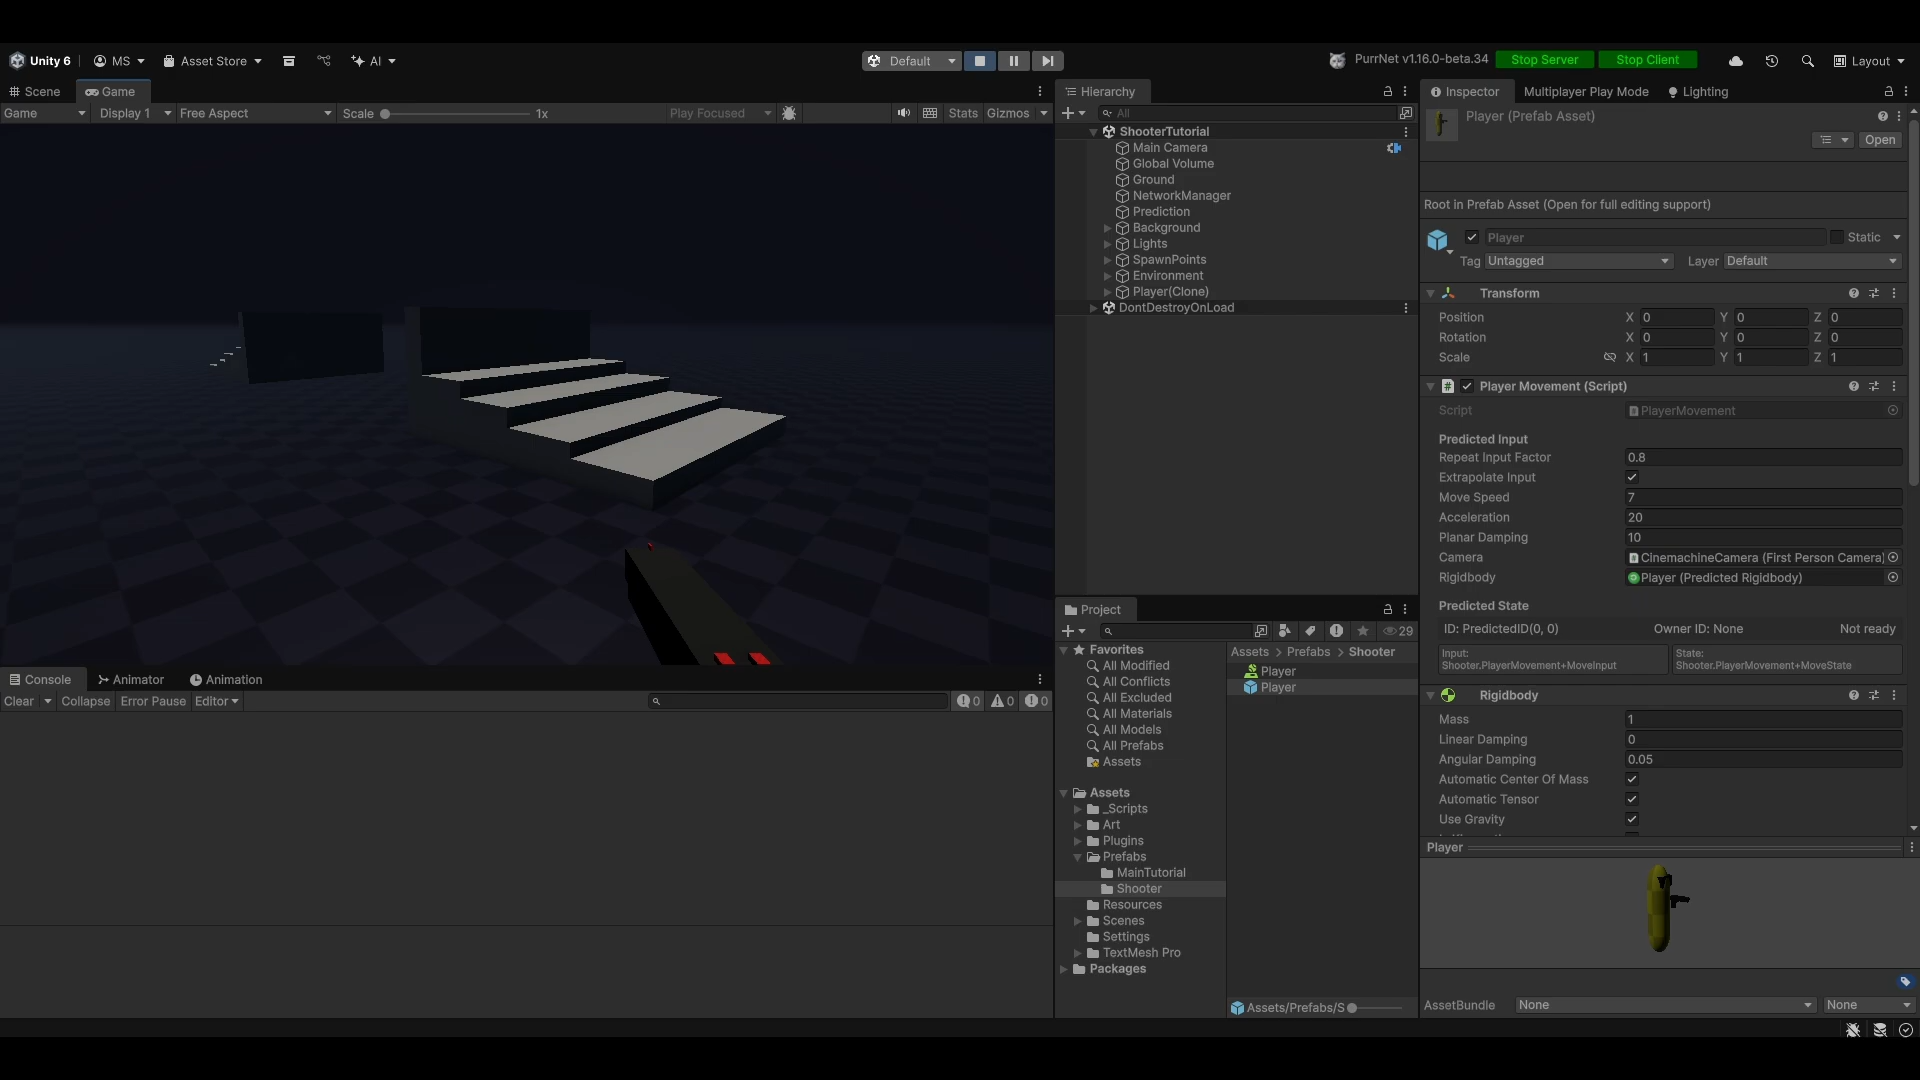 Unity 6 MS Asset Store AI Default PurrNet v1.16.0-beta.34 Stop Server Stop Client Layout
Scene Game
Game Display 1 Free Aspect Scale 1x Play Focused Stats Gizmos
Console Animator Animation
Clear Collapse Error Pause Editor 0 0 0
Hierarchy
All
ShooterTutorial
Main Camera
Global Volume
Ground
NetworkManager
Prediction
Background
Lights
SpawnPoints
Environment
Player(Clone)
DontDestroyOnLoad
Project
29
Favorites
All Modified
All Conflicts
All Excluded
All Materials
All Models
All Prefabs
Assets
Assets
_Scripts
Art
Plugins
Prefabs
MainTutorial
Shooter
Resources
Scenes
Settings
TextMesh Pro
Packages
Assets > Prefabs > Shooter
Player
Player
Assets/Prefabs/S
Inspector Multiplayer Play Mode Lighting
Player (Prefab Asset)
Open
Root in Prefab Asset (Open for full editing support)
Player Static
Tag Untagged Layer Default
Transform
Position X 0 Y 0 Z 0
Rotation X 0 Y 0 Z 0
Scale X 1 Y 1 Z 1
# Player Movement (Script)
Script PlayerMovement
Predicted Input
Repeat Input Factor 0.8
Extrapolate Input
Move Speed 7
Acceleration 20
Planar Damping 10
Camera CinemachineCamera (First Person Camera)
Rigidbody Player (Predicted Rigidbody)
Predicted State
ID: PredictedID(0, 0) Owner ID: None Not ready
Input: State:
Shooter.PlayerMovement+MoveInput Shooter.PlayerMovement+MoveState
Rigidbody
Mass 1
Linear Damping 0
Angular Damping 0.05
Automatic Center Of Mass
Automatic Tensor
Use Gravity
Player
AssetBundle None None